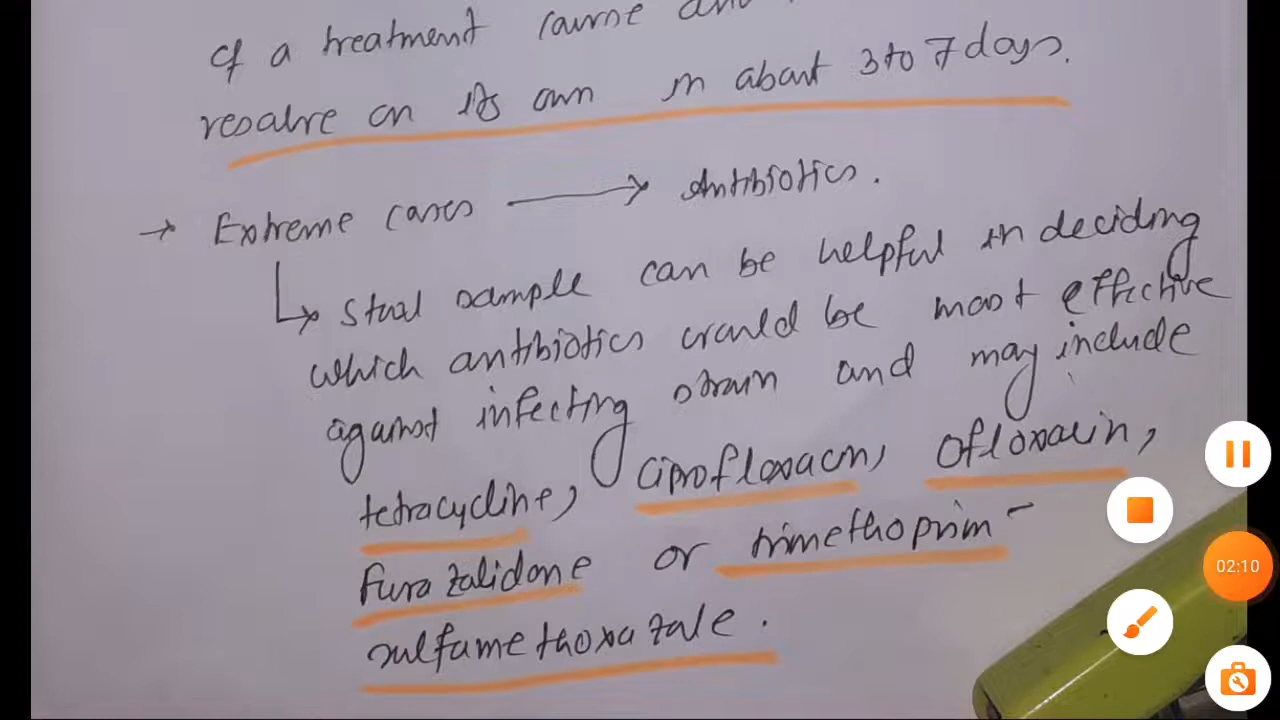 of a treatment course and
resolve on its own in about 3 to 7 days.
→ Extreme cases → Antibiotics.
↳ stool sample can be helpful in deciding
which antibiotics would be most effective
against infecting strain and may include
tetracycline, ciprofloxacin, ofloxacin,
furazolidone or trimethoprim-
sulfamethoxazole.
02:10